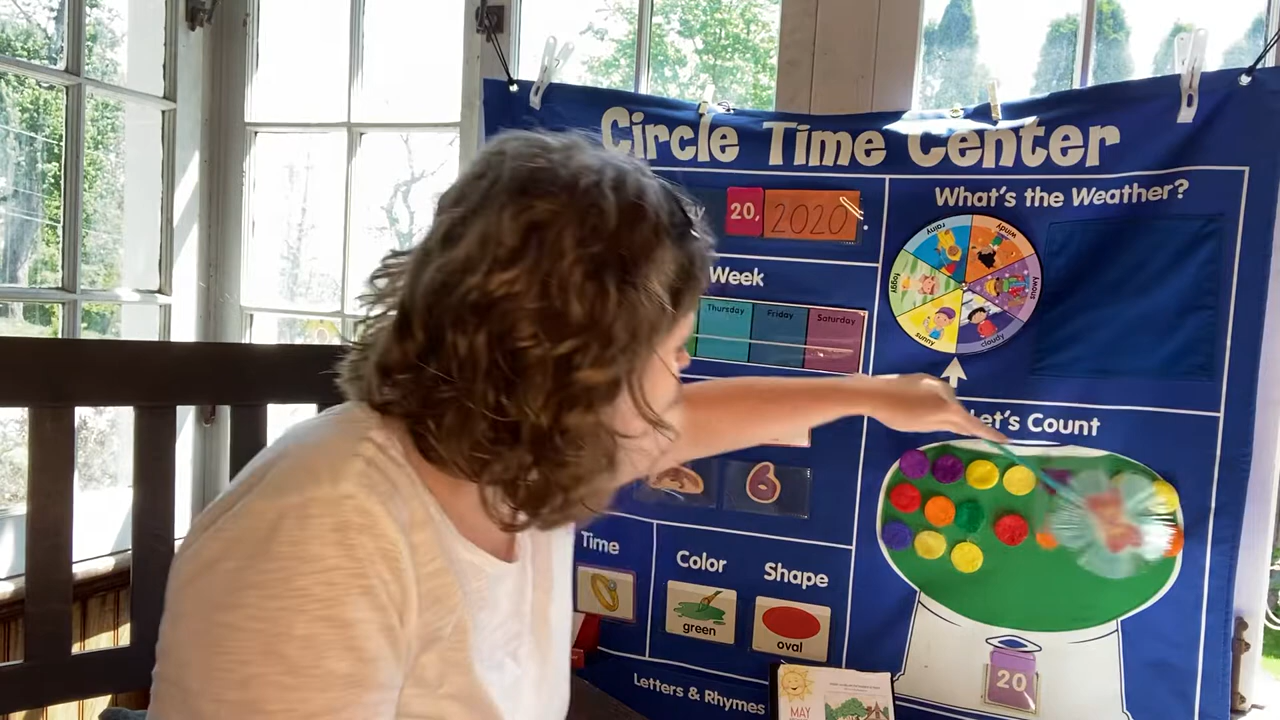 Circle Time Center
20, 2020
Week
Thursday Friday Saturday
6
Time
Color
green
Shape
oval
Letters & Rhymes
What's the Weather?
rainy
windy
snowy
cloudy
sunny
foggy
Let's Count
20
MAY